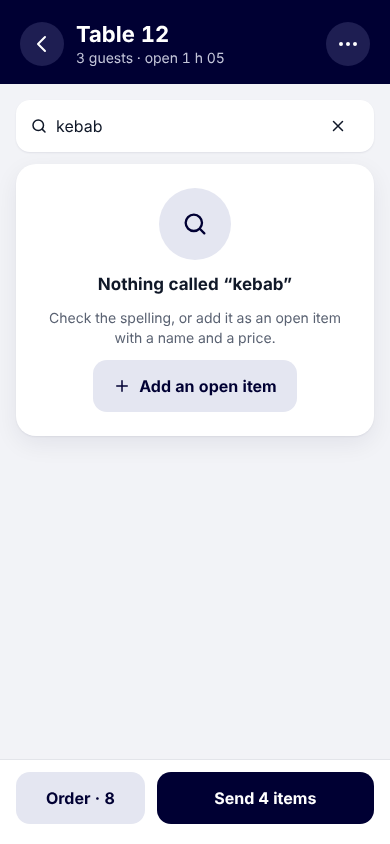 Table 12
3 guests · open 1 h 05
kebab
Nothing called “kebab”
Check the spelling, or add it as an open item
with a name and a price.
Add an open item
Order · 8
Send 4 items